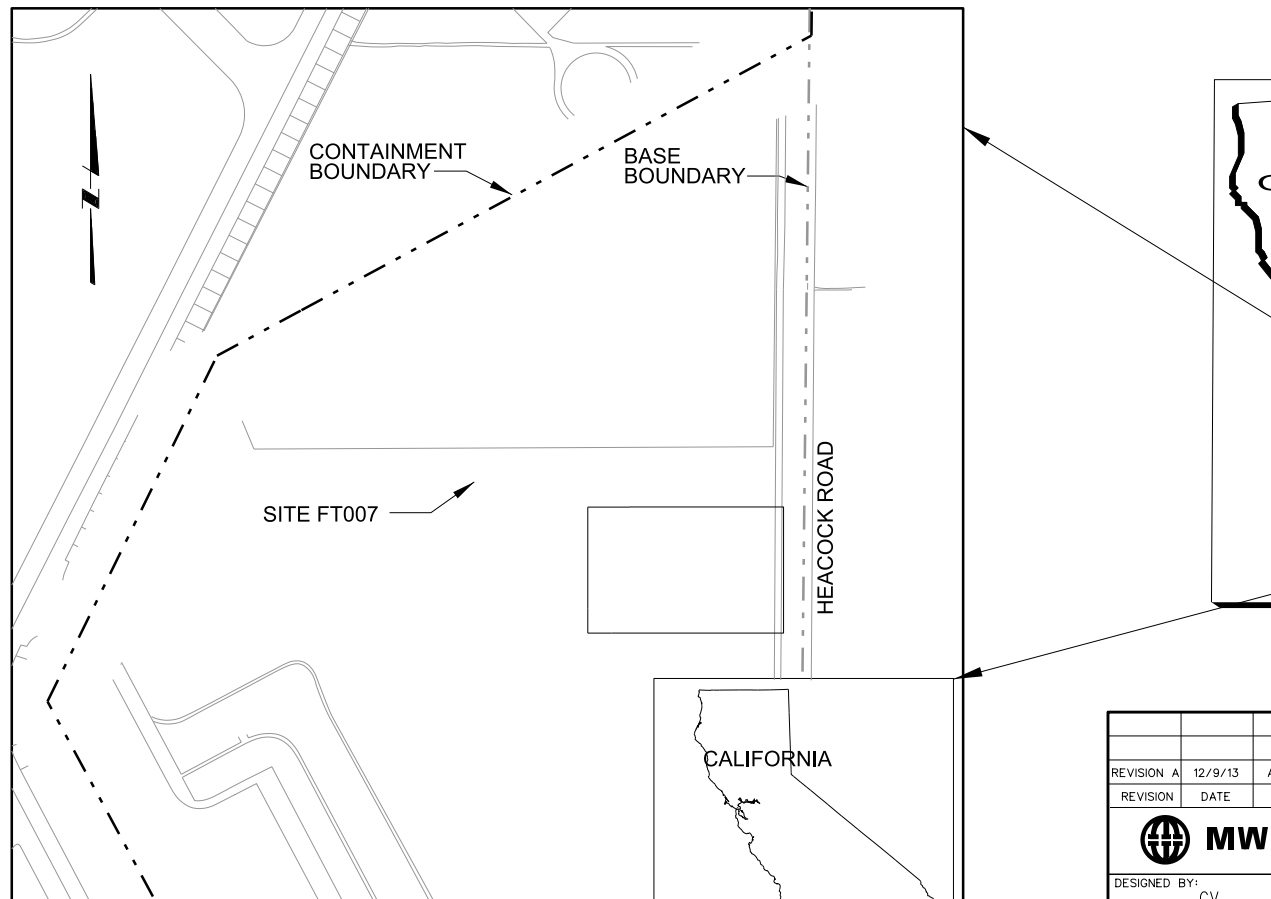 CONTAINMENT
BOUNDARY
BASE
BOUNDARY
N
SITE FT007
HEACOCK ROAD
CALIFORNIA
REVISION A 12/9/13
REVISION DATE
MW
DESIGNED BY: